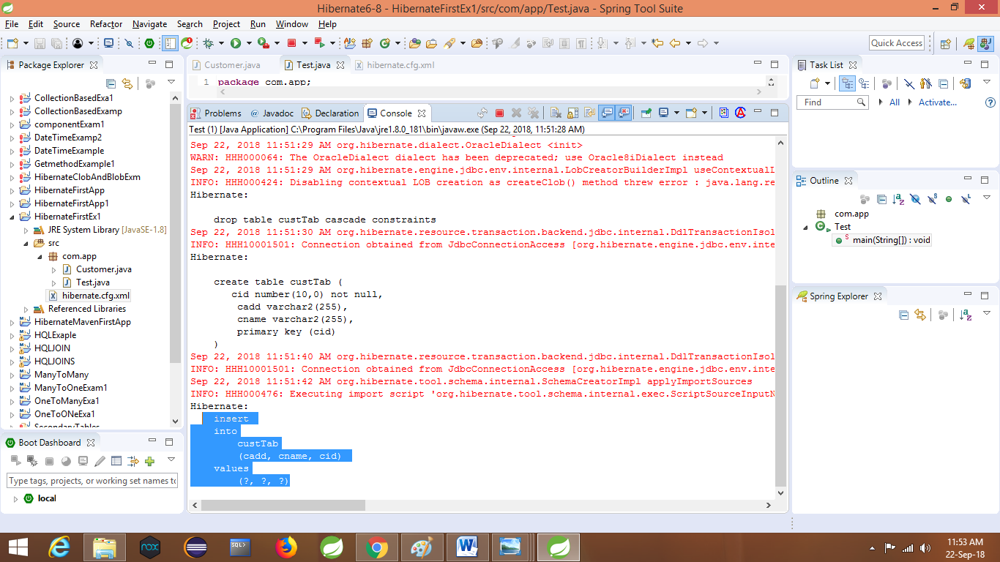 Hibernate6-8 - HibernateFirstEx1/src/com/app/Test.java - Spring Tool Suite
File Edit Source Refactor Navigate Search Project Run Window Help
Quick Access
Package Explorer
CollectionBasedExa1
CollectionBasedExamp
componentExam1
DateTimeExamp2
DateTimeExample
GetmethodExample1
HibernateClobAndBlobExm
HibernateFirstApp
HibernateFirstApp1
HibernateFirstEx1
JRE System Library [JavaSE-1.8]
src
com.app
Customer.java
Test.java
hibernate.cfg.xml
Referenced Libraries
HibernateMavenFirstApp
HQLExaple
HQLJOIN
HQLJOINS
ManyToMany
ManyToOneExam1
OneToManyExa1
OneToONeExa1
SecondaryTables
Boot Dashboard
Type tags, projects, or working set names to
local
Customer.java Test.java hibernate.cfg.xml
1 package com.app;
Problems @ Javadoc Declaration Console
Test (1) [Java Application] C:\Program Files\Java\jre1.8.0_181\bin\javaw.exe (Sep 22, 2018, 11:51:28 AM)
Sep 22, 2018 11:51:29 AM org.hibernate.dialect.OracleDialect <init>
WARN: HHH000064: The OracleDialect dialect has been deprecated; use Oracle8iDialect instead
Sep 22, 2018 11:51:29 AM org.hibernate.engine.jdbc.env.internal.LobCreatorBuilderImpl useContextualL
INFO: HHH000424: Disabling contextual LOB creation as createClob() method threw error : java.lang.re
Hibernate:
drop table custTab cascade constraints
Sep 22, 2018 11:51:30 AM org.hibernate.resource.transaction.backend.jdbc.internal.DdlTransactionIsol
INFO: HHH10001501: Connection obtained from JdbcConnectionAccess [org.hibernate.engine.jdbc.env.inte
Hibernate:
create table custTab (
cid number(10,0) not null,
cadd varchar2(255),
cname varchar2(255),
primary key (cid)
)
Sep 22, 2018 11:51:40 AM org.hibernate.resource.transaction.backend.jdbc.internal.DdlTransactionIsol
INFO: HHH10001501: Connection obtained from JdbcConnectionAccess [org.hibernate.engine.jdbc.env.inte
Sep 22, 2018 11:51:42 AM org.hibernate.tool.schema.internal.SchemaCreatorImpl applyImportSources
INFO: HHH000476: Executing import script 'org.hibernate.tool.schema.internal.exec.ScriptSourceInputN
Hibernate:
insert
into
custTab
(cadd, cname, cid)
values
(?, ?, ?)
Task List
Find
All
Activate...
Outline
com.app
Test
main(String[]) : void
Spring Explorer
nox
SQL>
11:53 AM
22-Sep-18